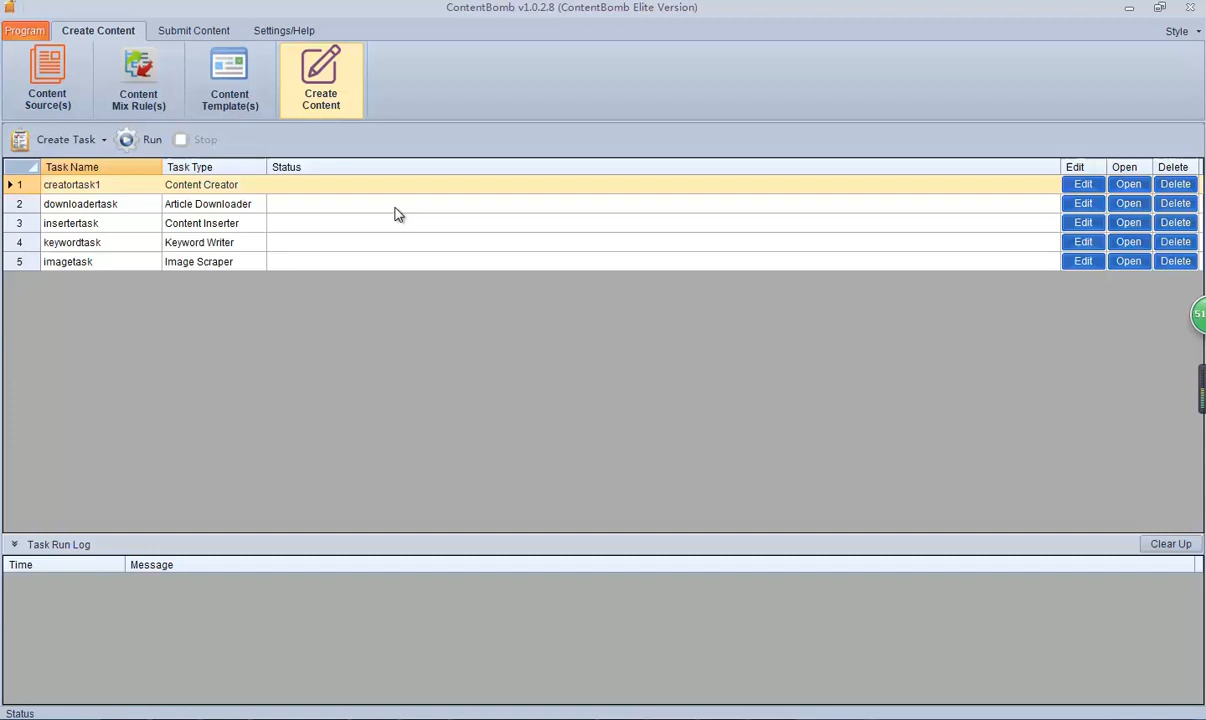 ContentBomb v1.0.2.8 (ContentBomb Elite Version)
Program Create Content Submit Content Settings/Help Style
Content Source(s)
Content Mix Rule(s)
Content Template(s)
Create Content
Create Task Run Stop
Task Name Task Type Status Edit Open Delete
1 creatortask1 Content Creator Edit Open Delete
2 downloadertask Article Downloader Edit Open Delete
3 insertertask Content Inserter Edit Open Delete
4 keywordtask Keyword Writer Edit Open Delete
5 imagetask Image Scraper Edit Open Delete
51
Task Run Log Clear Up
Time Message
Status